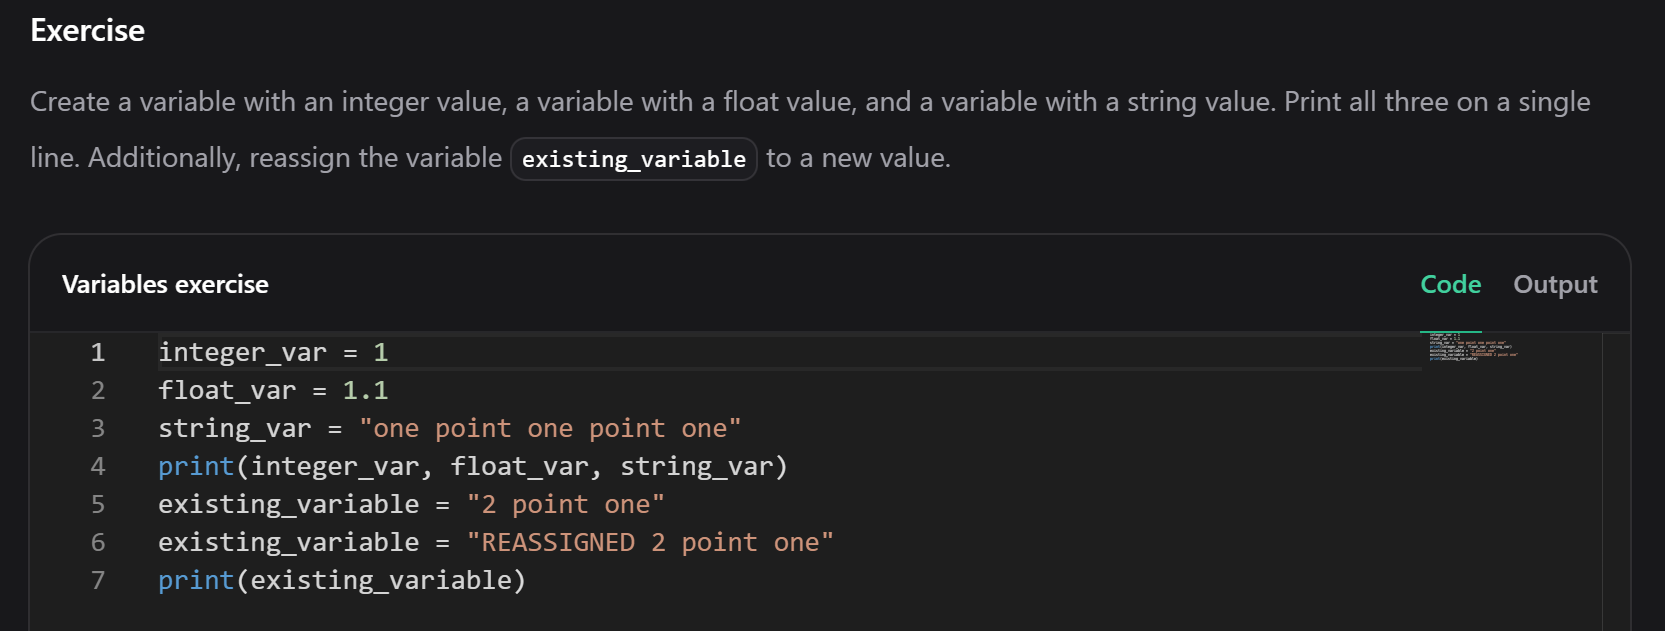 Exercise
Create a variable with an integer value, a variable with a float value, and a variable with a string value. Print all three on a single
line. Additionally, reassign the variable existing_variable to a new value.
Variables exercise
Code Output
1 integer_var = 1
2 float_var = 1.1
3 string_var = "one point one point one"
4 print(integer_var, float_var, string_var)
5 existing_variable = "2 point one"
6 existing_variable = "REASSIGNED 2 point one"
7 print(existing_variable)